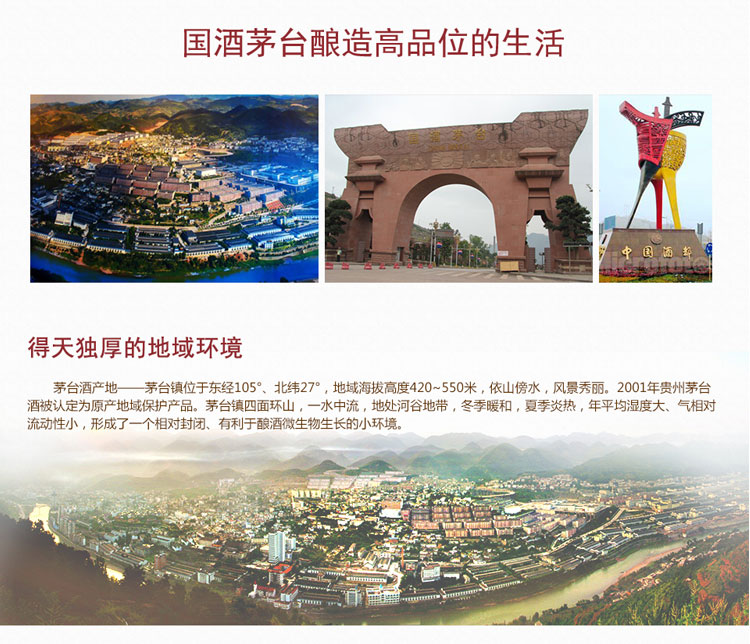 国酒茅台酿造高品位的生活
中国酒都
得天独厚的地域环境
茅台酒产地——茅台镇位于东经105°、北纬27°，地域海拔高度420~550米，依山傍水，风景秀丽。2001年贵州茅台
酒被认定为原产地域保护产品。茅台镇四面环山，一水中流，地处河谷地带，冬季暖和，夏季炎热，年平均湿度大、气相对
流动性小，形成了一个相对封闭、有利于酿酒微生物生长的小环境。